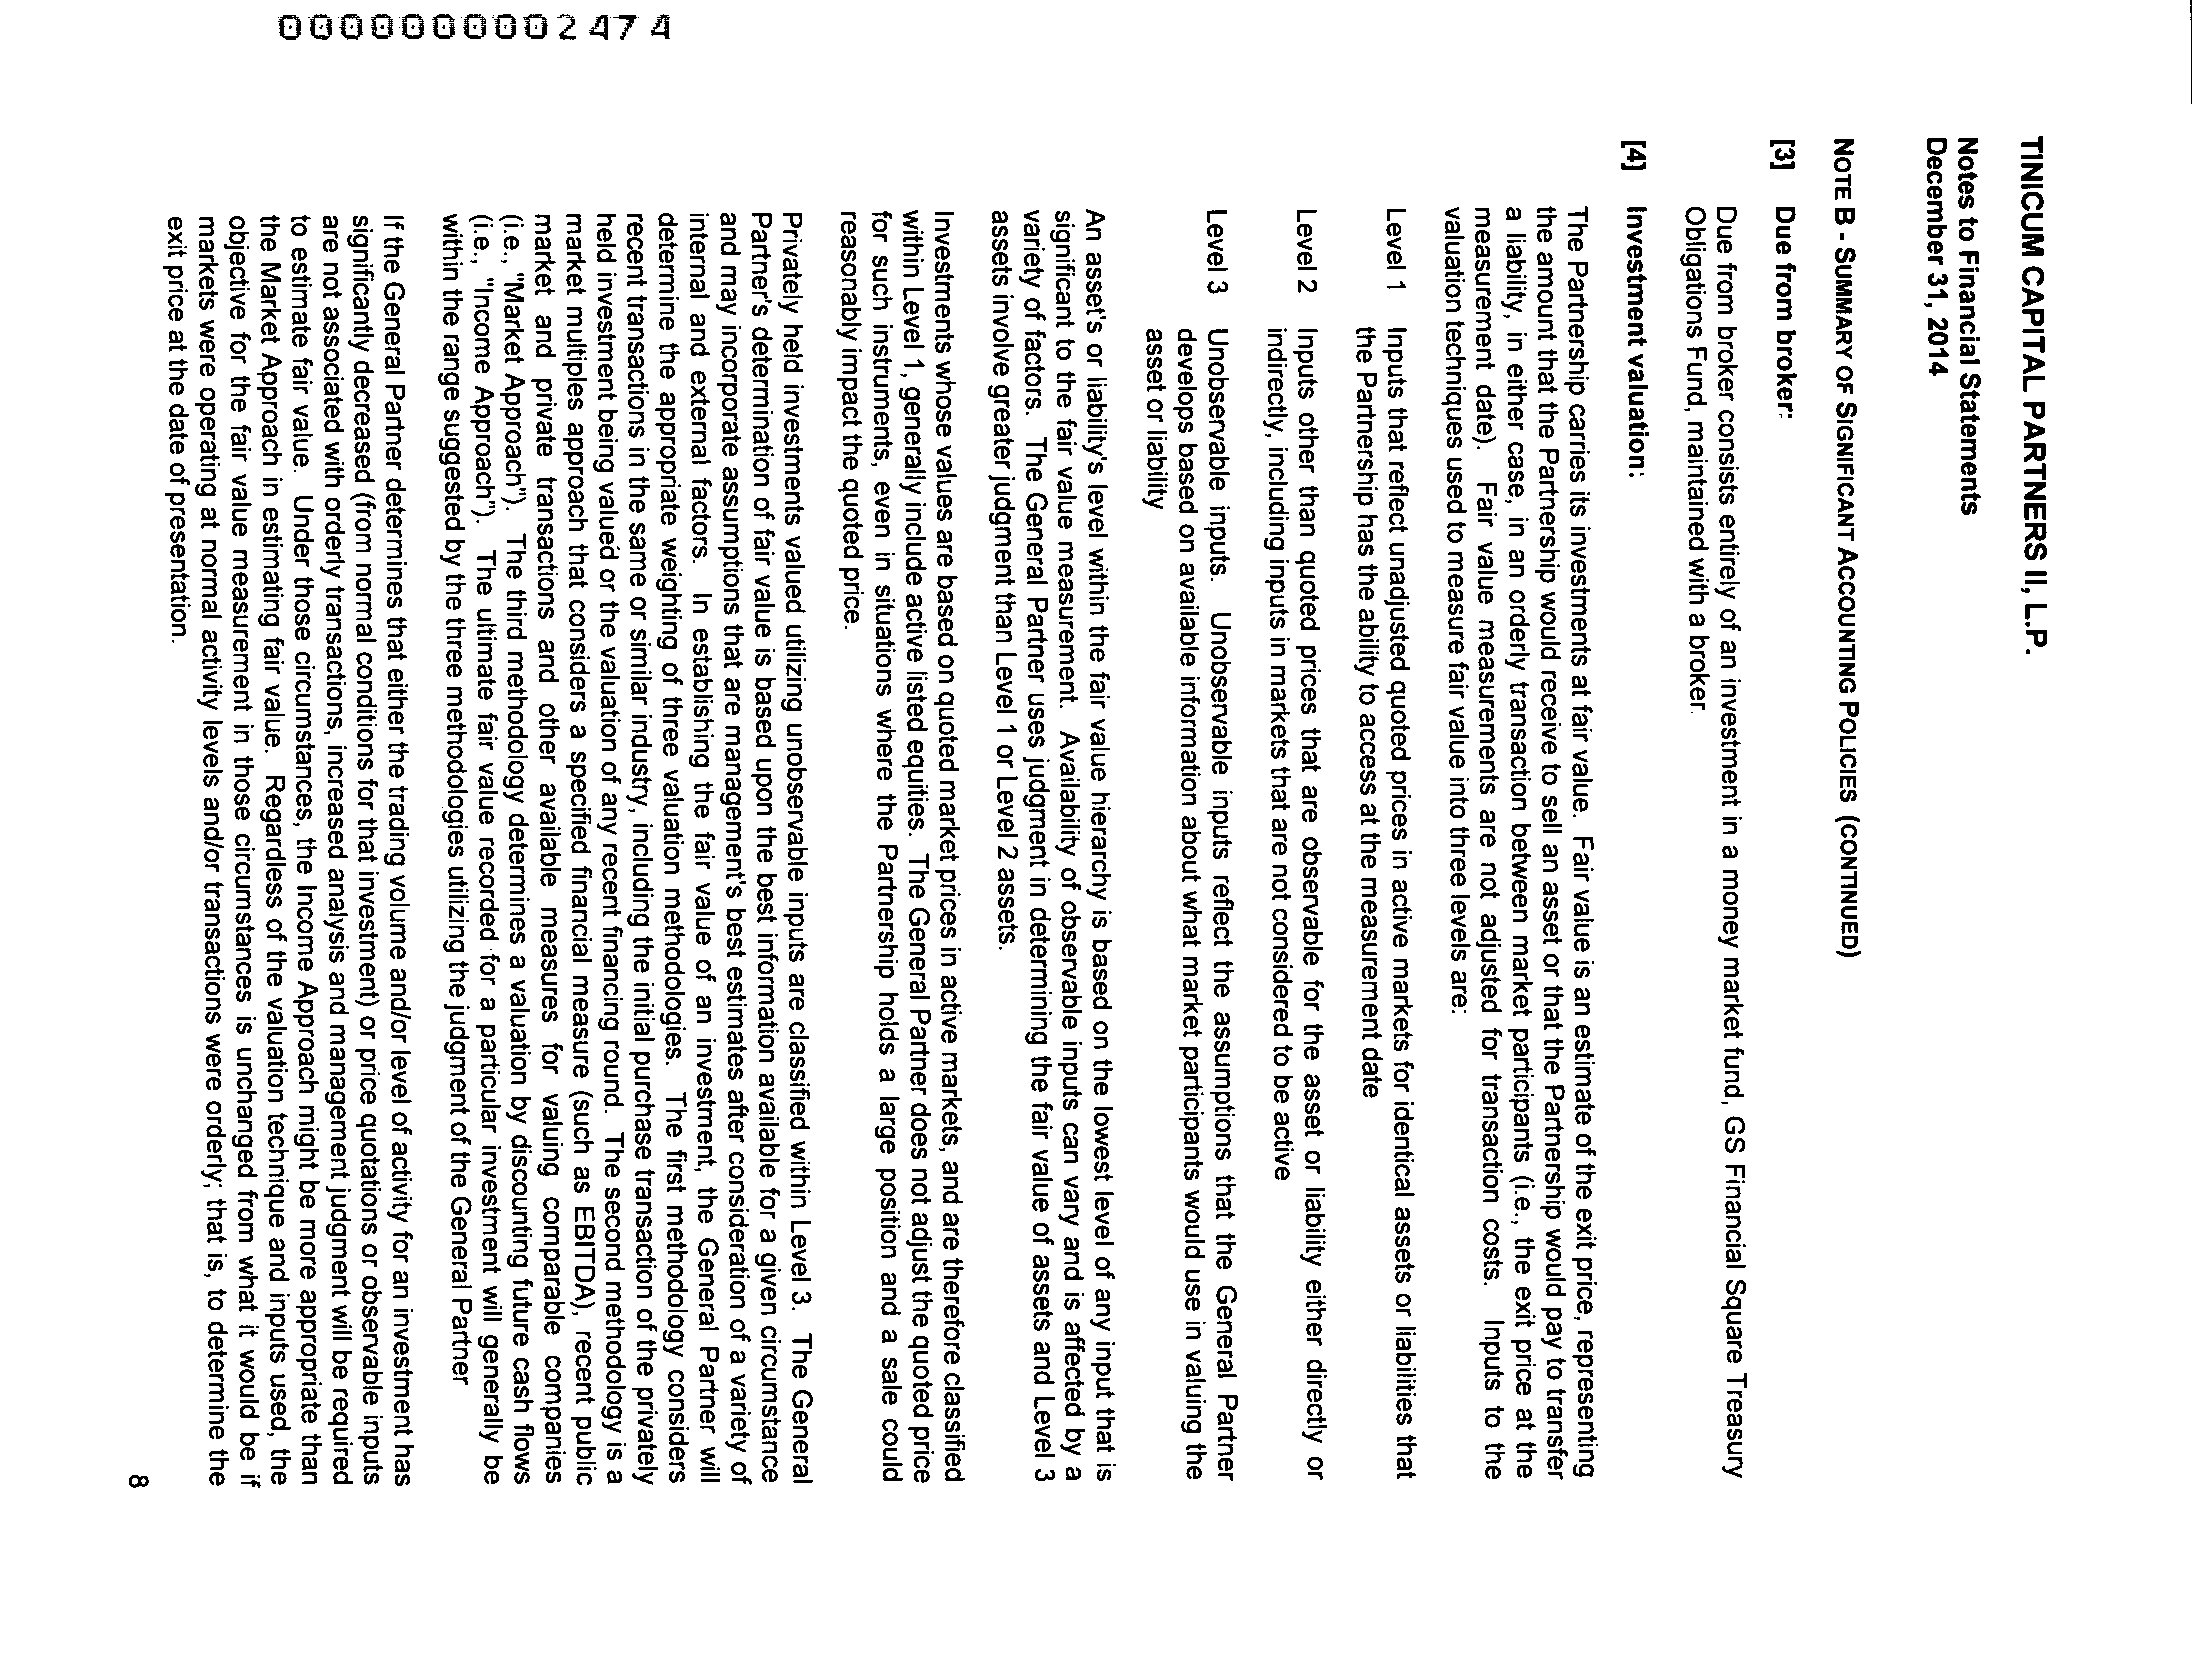 000000002474
TINICUM CAPITAL PARTNERS II, L.P.
Notes to Financial Statements
December 31, 2014
NOTE B - SUMMARY OF SIGNIFICANT ACCOUNTING POLICIES (CONTINUED)
[3] Due from broker:
Due from broker consists entirely of an investment in a money market fund, GS Financial Square Treasury
Obligations Fund, maintained with a broker.
[4] Investment valuation:
The Partnership carries its investments at fair value. Fair value is an estimate of the exit price, representing
the amount that the Partnership would receive to sell an asset or that the Partnership would pay to transfer
a liability, in either case, in an orderly transaction between market participants (i.e., the exit price at the
measurement date). Fair value measurements are not adjusted for transaction costs. Inputs to the
valuation techniques used to measure fair value into three levels are:
Level 1 Inputs that reflect unadjusted quoted prices in active markets for identical assets or liabilities that
the Partnership has the ability to access at the measurement date
Level 2 Inputs other than quoted prices that are observable for the asset or liability either directly or
indirectly, including inputs in markets that are not considered to be active
Level 3 Unobservable inputs. Unobservable inputs reflect the assumptions that the General Partner
develops based on available information about what market participants would use in valuing the
asset or liability
An asset's or liability's level within the fair value hierarchy is based on the lowest level of any input that is
significant to the fair value measurement. Availability of observable inputs can vary and is affected by a
variety of factors. The General Partner uses judgment in determining the fair value of assets and Level 3
assets involve greater judgment than Level 1 or Level 2 assets.
Investments whose values are based on quoted market prices in active markets, and are therefore classified
within Level 1, generally include active listed equities. The General Partner does not adjust the quoted price
for such instruments, even in situations where the Partnership holds a large position and a sale could
reasonably impact the quoted price.
Privately held investments valued utilizing unobservable inputs are classified within Level 3. The General
Partner's determination of fair value is based upon the best information available for a given circumstance
and may incorporate assumptions that are management's best estimates after consideration of a variety of
internal and external factors. In establishing the fair value of an investment, the General Partner will
determine the appropriate weighting of three valuation methodologies. The first methodology considers
recent transactions in the same or similar industry, including the initial purchase transaction of the privately
held investment being valued or the valuation of any recent financing round. The second methodology is a
market multiples approach that considers a specified financial measure (such as EBITDA), recent public
market and private transactions and other available measures for valuing comparable companies
(i.e., "Market Approach"). The third methodology determines a valuation by discounting future cash flows
(i.e., "Income Approach"). The ultimate fair value recorded for a particular investment will generally be
within the range suggested by the three methodologies utilizing the judgment of the General Partner
If the General Partner determines that either the trading volume and/or level of activity for an investment has
significantly decreased (from normal conditions for that investment) or price quotations or observable inputs
are not associated with orderly transactions, increased analysis and management judgment will be required
to estimate fair value. Under those circumstances, the Income Approach might be more appropriate than
the Market Approach in estimating fair value. Regardless of the valuation technique and inputs used, the
objective for the fair value measurement in those circumstances is unchanged from what it would be if
markets were operating at normal activity levels and/or transactions were orderly; that is, to determine the
exit price at the date of presentation.
8